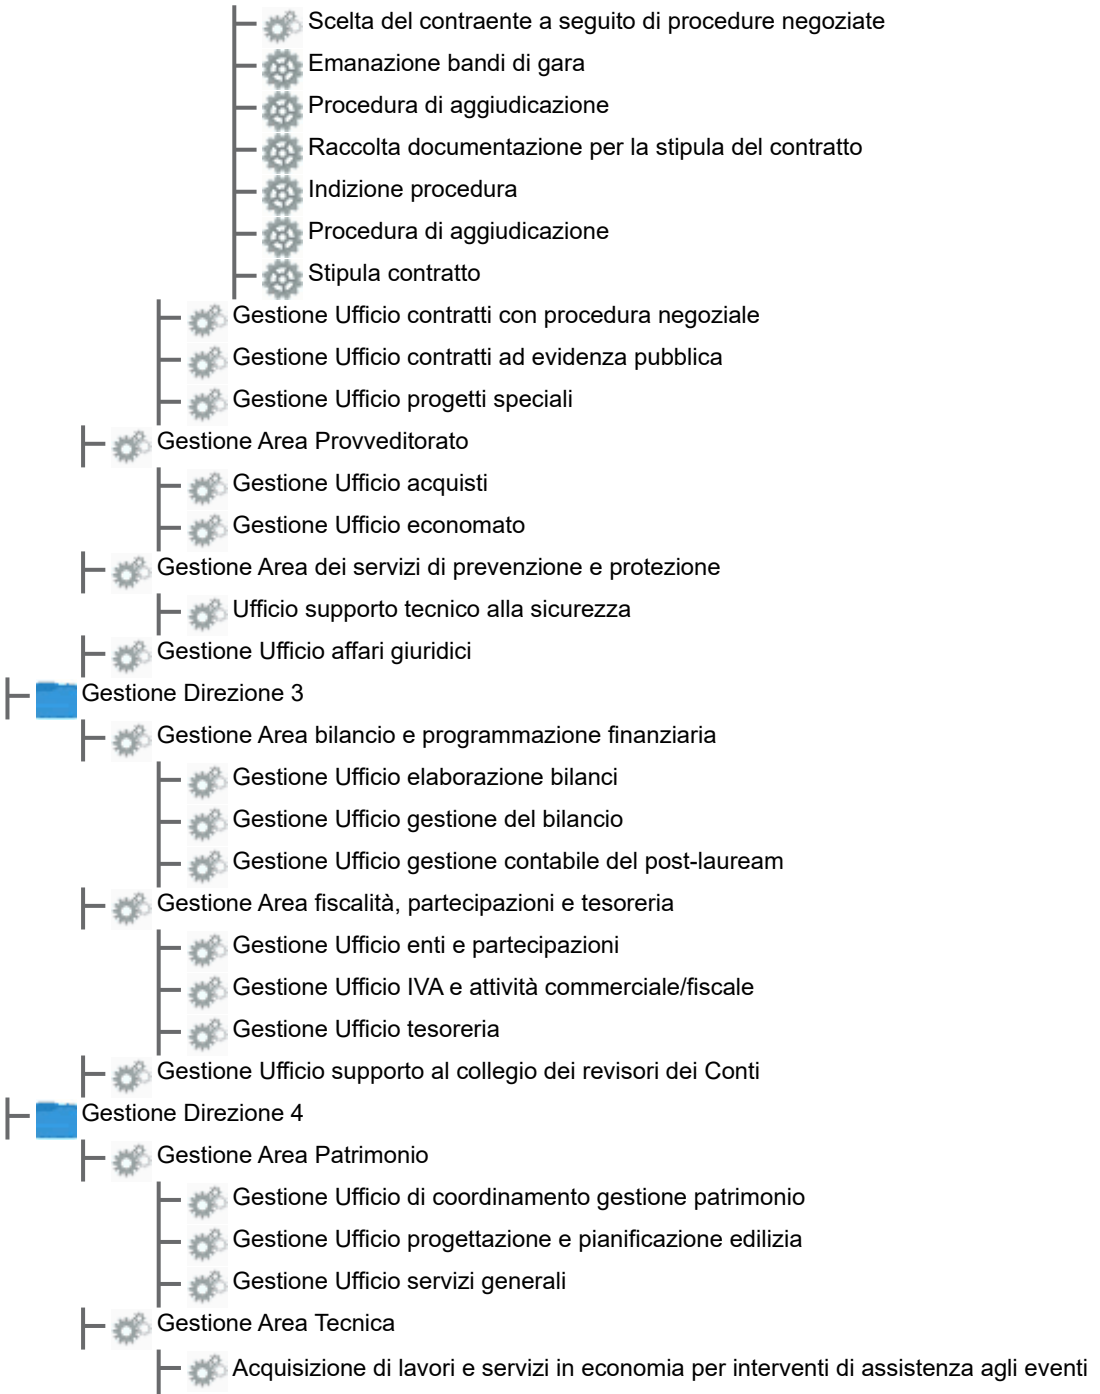 Scelta del contraente a seguito di procedure negoziate
Emanazione bandi di gara
Procedura di aggiudicazione
Raccolta documentazione per la stipula del contratto
Indizione procedura
Procedura di aggiudicazione
Stipula contratto
Gestione Ufficio contratti con procedura negoziale
Gestione Ufficio contratti ad evidenza pubblica
Gestione Ufficio progetti speciali
Gestione Area Provveditorato
Gestione Ufficio acquisti
Gestione Ufficio economato
Gestione Area dei servizi di prevenzione e protezione
Ufficio supporto tecnico alla sicurezza
Gestione Ufficio affari giuridici
Gestione Direzione 3
Gestione Area bilancio e programmazione finanziaria
Gestione Ufficio elaborazione bilanci
Gestione Ufficio gestione del bilancio
Gestione Ufficio gestione contabile del post-lauream
Gestione Area fiscalità, partecipazioni e tesoreria
Gestione Ufficio enti e partecipazioni
Gestione Ufficio IVA e attività commerciale/fiscale
Gestione Ufficio tesoreria
Gestione Ufficio supporto al collegio dei revisori dei Conti
Gestione Direzione 4
Gestione Area Patrimonio
Gestione Ufficio di coordinamento gestione patrimonio
Gestione Ufficio progettazione e pianificazione edilizia
Gestione Ufficio servizi generali
Gestione Area Tecnica
Acquisizione di lavori e servizi in economia per interventi di assistenza agli eventi